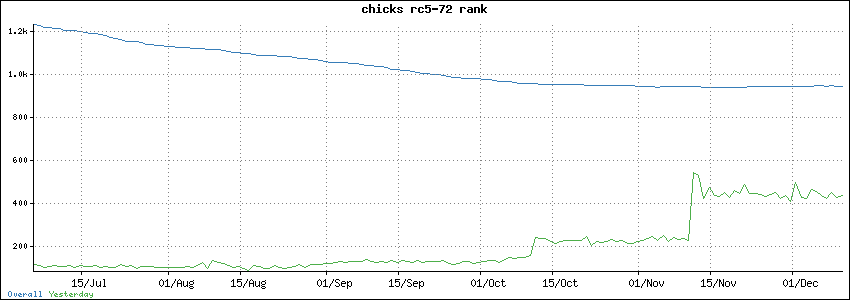 chicks rc5-72 rank
1.2k
1.0k
800
600
400
200
15/Jul 01/Aug 15/Aug 01/Sep 15/Sep 01/Oct 15/Oct 01/Nov 15/Nov 01/Dec
Overall Yesterday